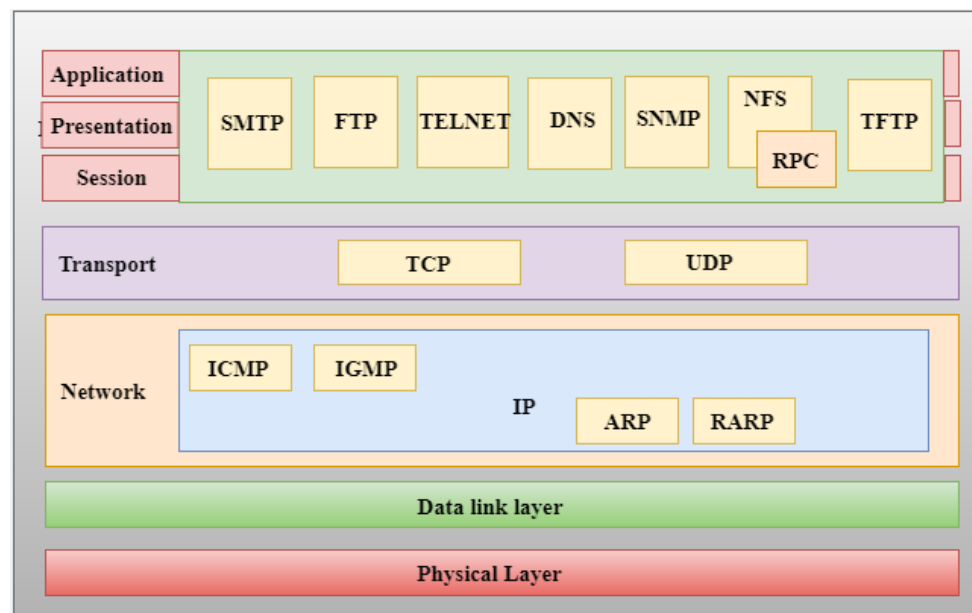 Application
Presentation
Session
SMTP
FTP
TELNET
DNS
SNMP
NFS
RPC
TFTP
Transport
TCP
UDP
Network
ICMP
IGMP
IP
ARP
RARP
Data link layer
Physical Layer